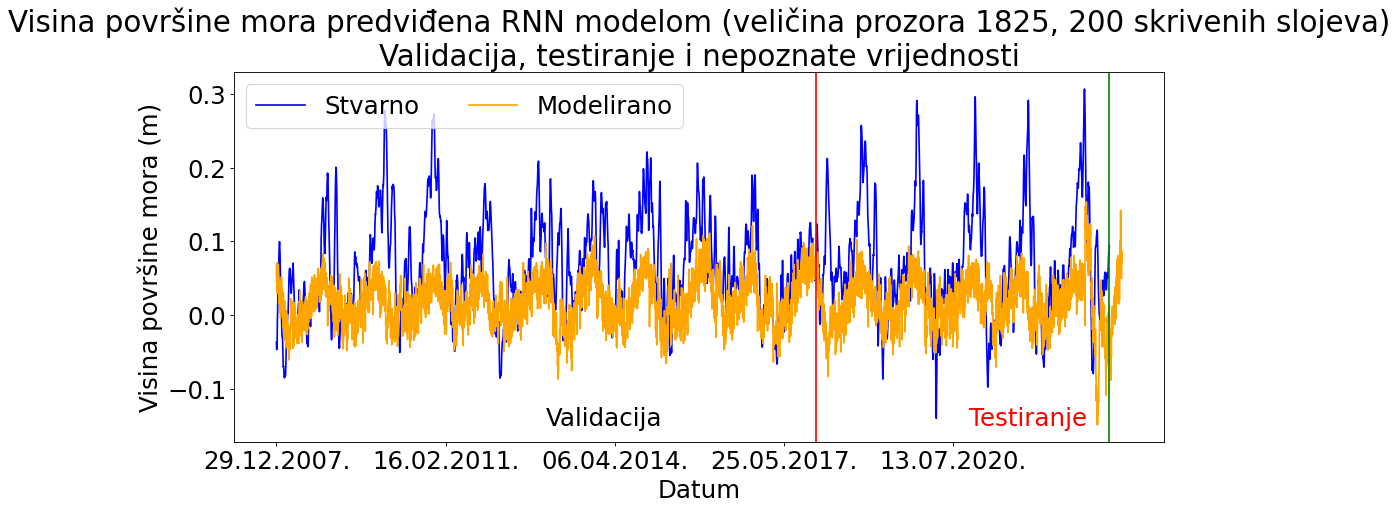 Visina površine mora predviđena RNN modelom (veličina prozora 1825, 200 skrivenih slojeva)
Validacija, testiranje i nepoznate vrijednosti
Stvarno
Modelirano
Visina površine mora (m)
0.3
0.2
0.1
0.0
−0.1
Validacija
Testiranje
29.12.2007.
16.02.2011.
06.04.2014.
25.05.2017.
13.07.2020.
Datum